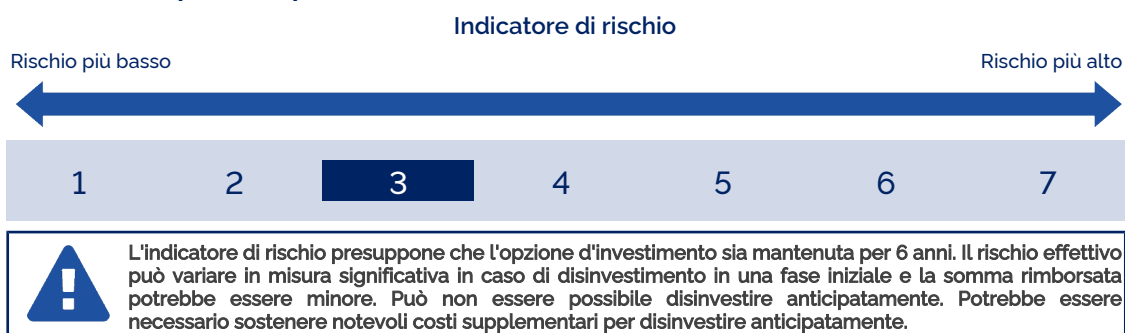 Indicatore di rischio
Rischio più basso Rischio più alto
1 2 3 4 5 6 7
L'indicatore di rischio presuppone che l'opzione d'investimento sia mantenuta per 6 anni. Il rischio effettivo
può variare in misura significativa in caso di disinvestimento in una fase iniziale e la somma rimborsata
potrebbe essere minore. Può non essere possibile disinvestire anticipatamente. Potrebbe essere
necessario sostenere notevoli costi supplementari per disinvestire anticipatamente.